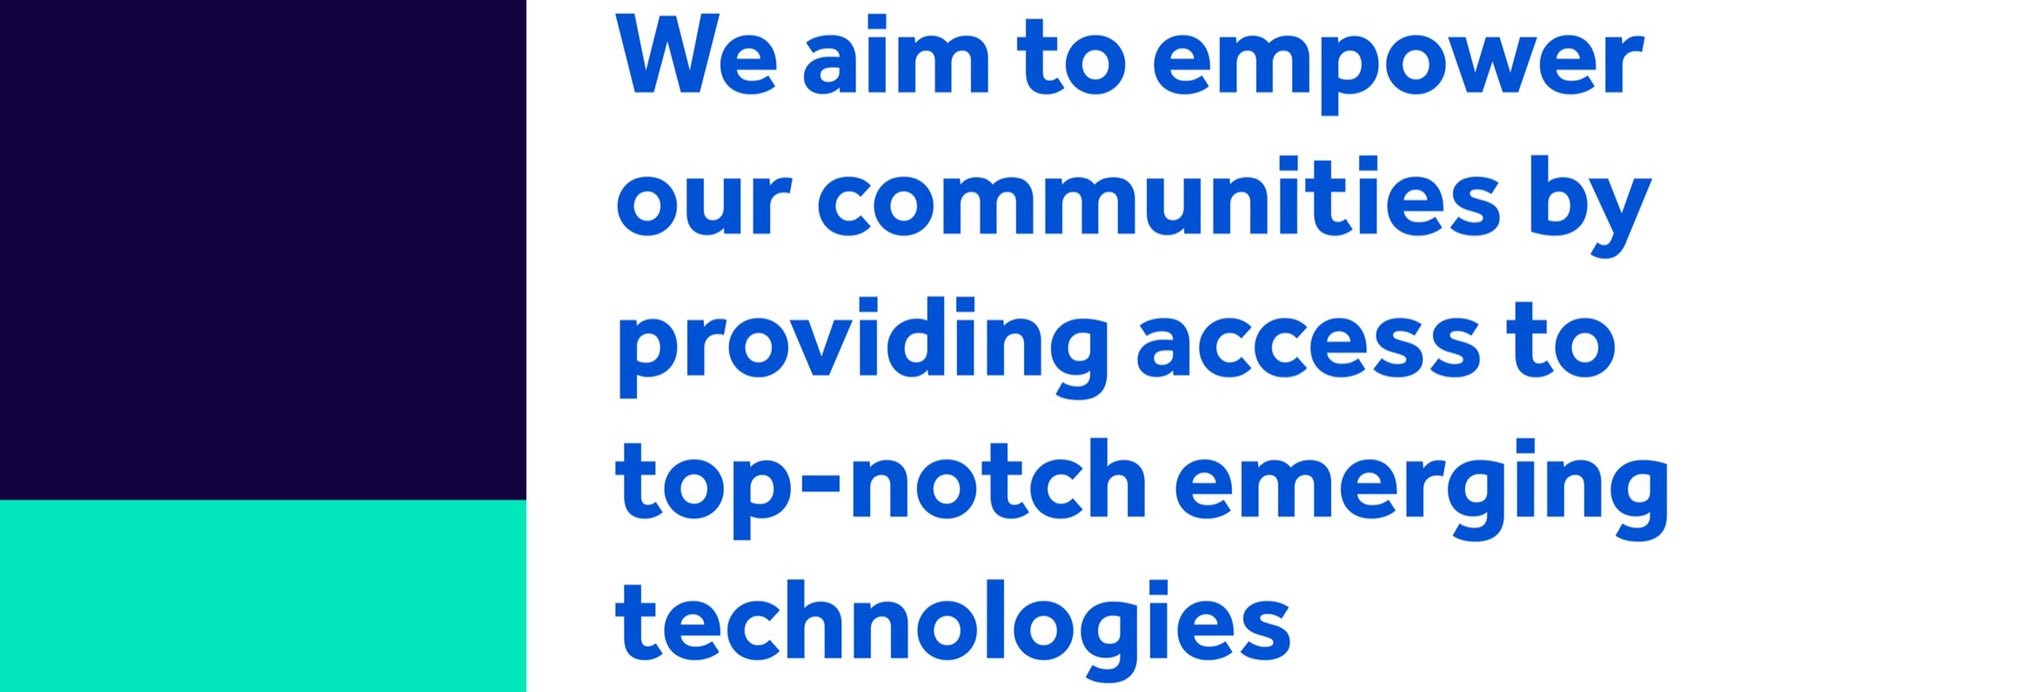 We aim to empower
our communities by
providing access to
top-notch emerging
technologies